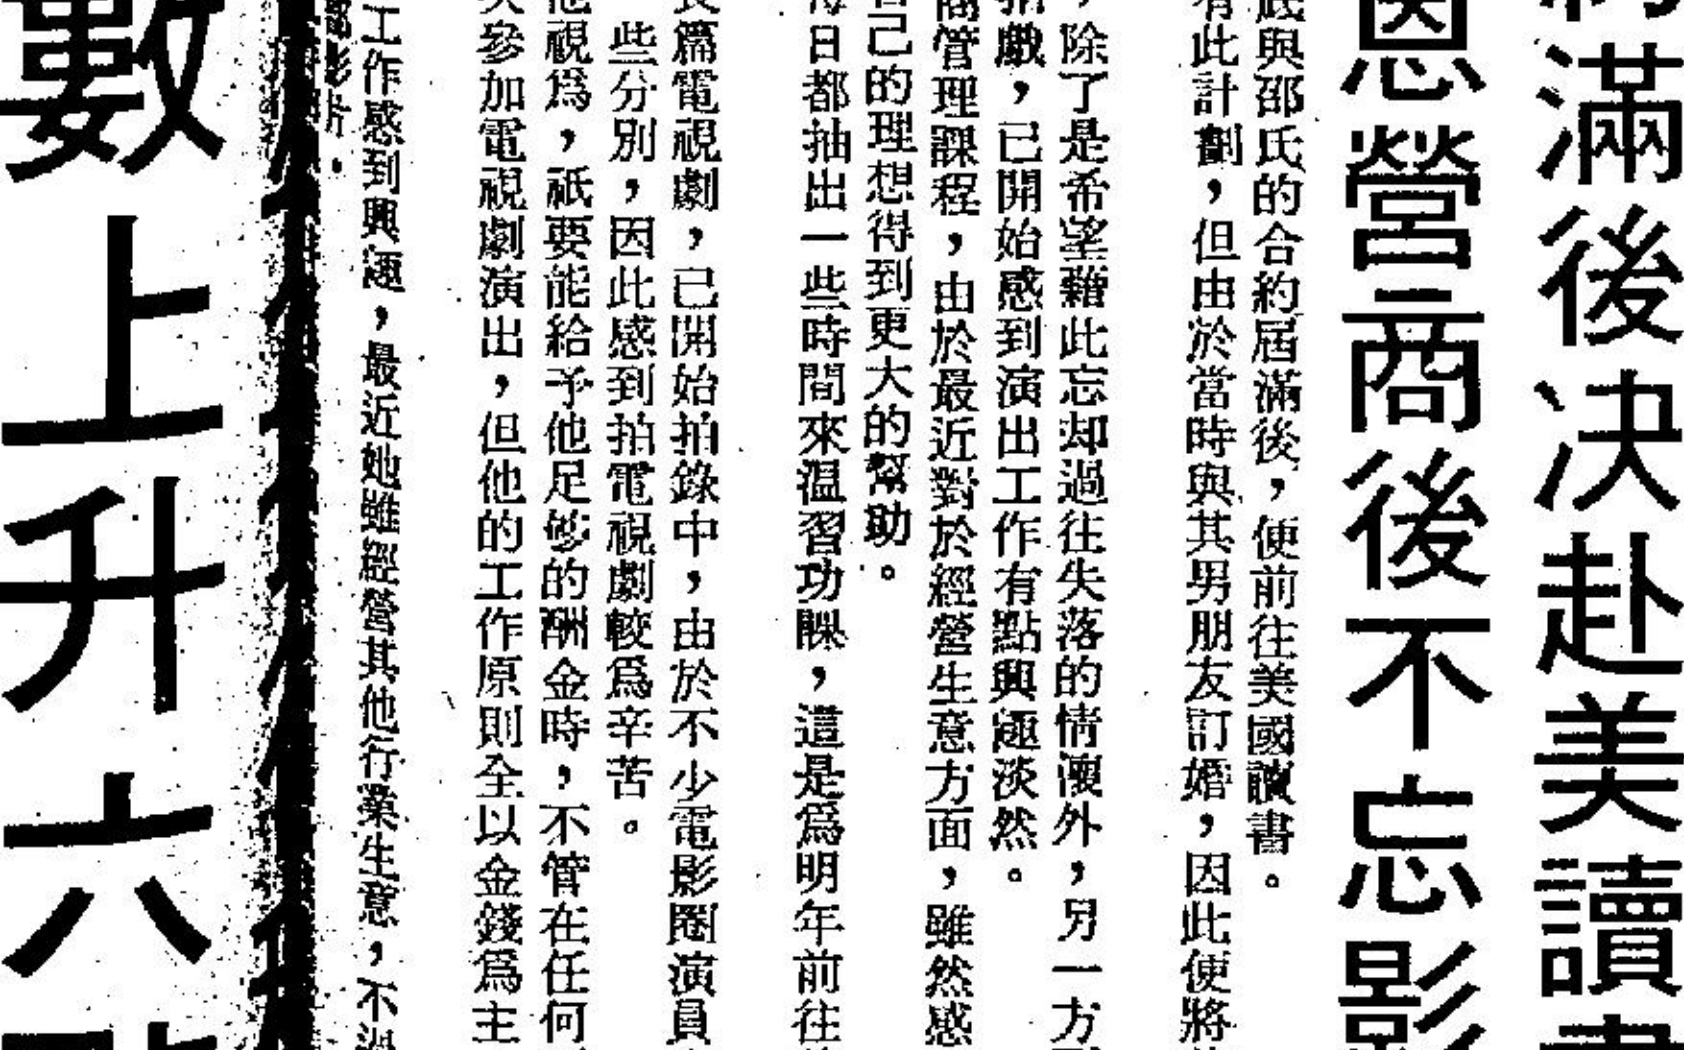 滿後决赴美讀書
恩營商後不忘影
氏與邵氏的合約屆滿後，便前往美國讀書。
有此計劃，但由於當時與其男朋友訂婚，因此便將
，除了是希望藉此忘却過往失落的情懷外，另一方
拍戲，已開始感到演出工作有點興趣淡然。
商管理課程，由於最近對於經營生意方面，雖然感
自己的理想得到更大的幫助。
每日都抽出一些時間來温習功課，這是爲明年前往
長篇電視劇，已開始拍錄中，由於不少電影圈演員
些分別，因此感到拍電視劇較爲辛苦。
他視爲，祇要能給予他足够的酬金時，不管在任何
參加電視劇演出，但他的工作原則全以金錢爲主
工作感到興趣，最近她雖經營其他行業生意，不過
電影片．
數上升六